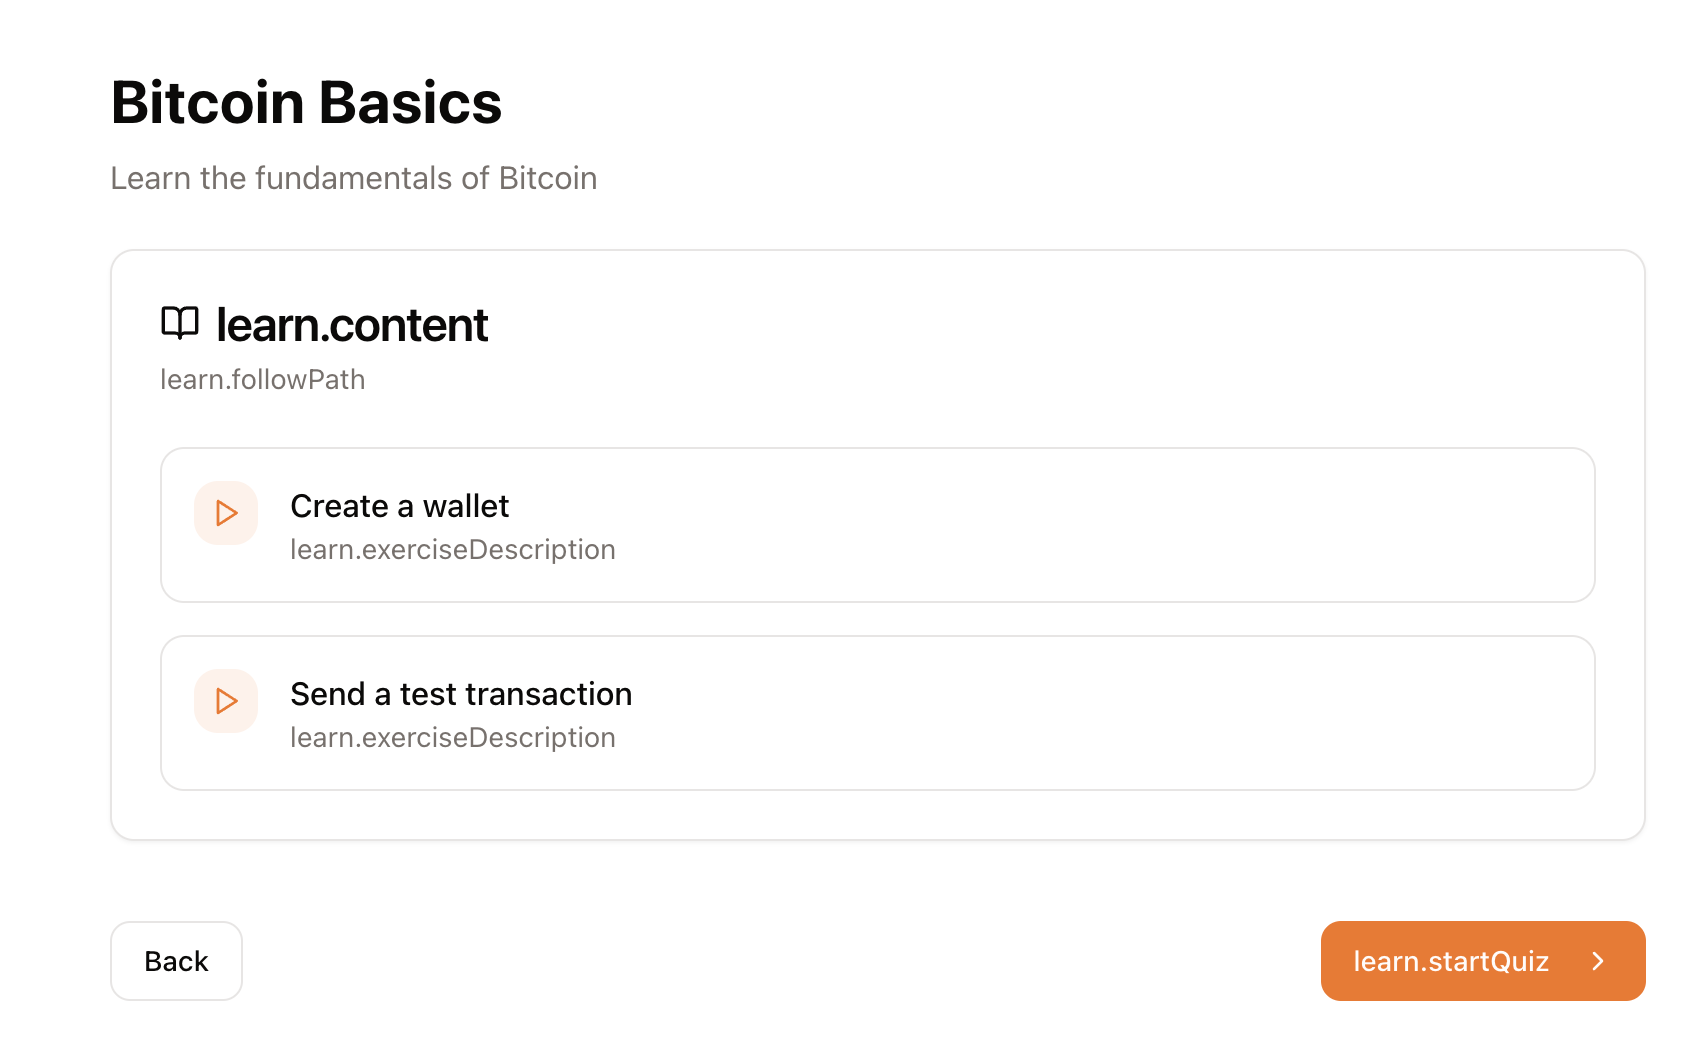 Bitcoin Basics
Learn the fundamentals of Bitcoin
learn.content
learn.followPath
Create a wallet
learn.exerciseDescription
Send a test transaction
learn.exerciseDescription
Back
learn.startQuiz